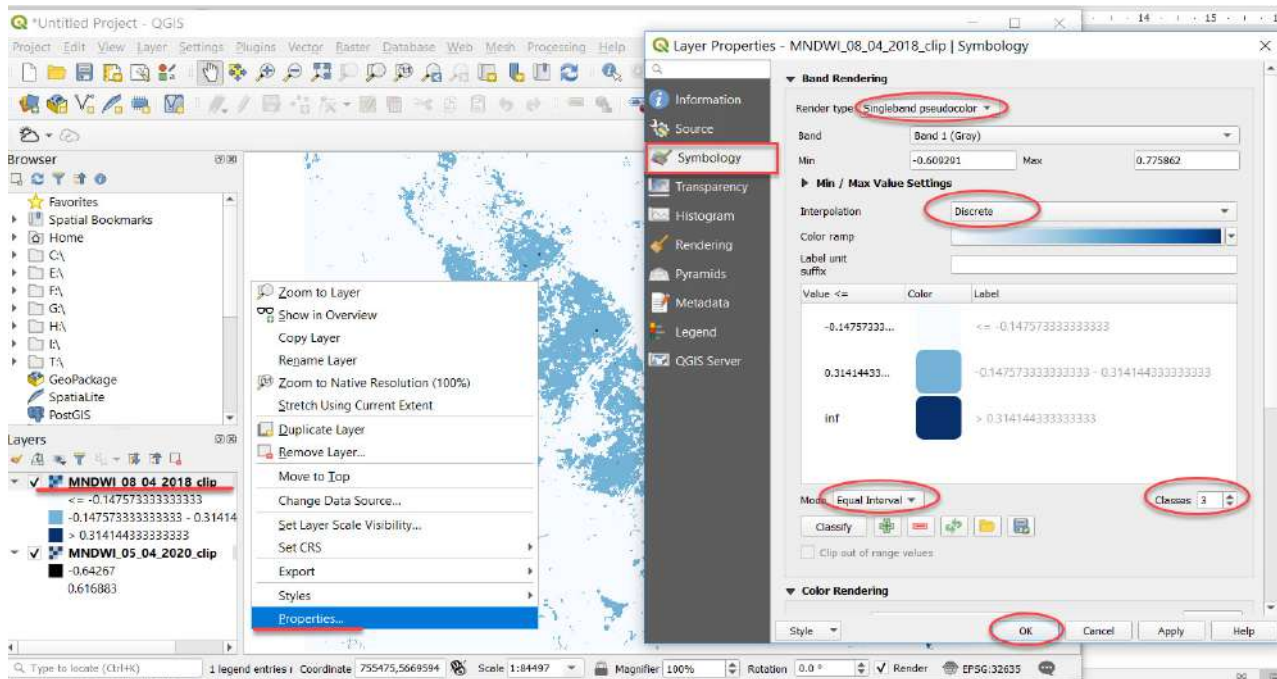 *Untitled Project - QGIS
Project Edit View Layer Settings Plugins Vector Raster Database Web Mesh Processing Help
Browser
Favorites
Spatial Bookmarks
Home
C:\
E:\
F:\
G:\
H:\
I:\
T:\
GeoPackage
SpatiaLite
PostGIS
Layers
MNDWI_08_04_2018_clip
<= -0.147573333333333
-0.147573333333333 - 0.31414
> 0.314144333333333
MNDWI_05_04_2020_clip
-0.64267
0.616883
Zoom to Layer
Show in Overview
Copy Layer
Rename Layer
Zoom to Native Resolution (100%)
Stretch Using Current Extent
Duplicate Layer
Remove Layer...
Move to Top
Change Data Source...
Set Layer Scale Visibility...
Set CRS
Export
Styles
Properties...
Type to locate (Ctrl+K) 1 legend entries r Coordinate 755475,5669594 Scale 1:84497 Magnifier 100% Rotation 0.0 ° Render EPSG:32635
14 15
Layer Properties - MNDWI_08_04_2018_clip | Symbology
Information
Source
Symbology
Transparency
Histogram
Rendering
Pyramids
Metadata
Legend
QGIS Server
Band Rendering
Render type Singleband pseudocolor
Band Band 1 (Gray)
Min -0.609291 Max 0.775862
Min / Max Value Settings
Interpolation Discrete
Color ramp
Label unit
suffix
Value <= Color Label
-0.14757333... <= -0.147573333333333
0.31414433... -0.147573333333333 - 0.314144333333333
inf > 0.314144333333333
Mode Equal Interval Classes 3
Classify
Clip out of range values
Color Rendering
Style OK Cancel Apply Help